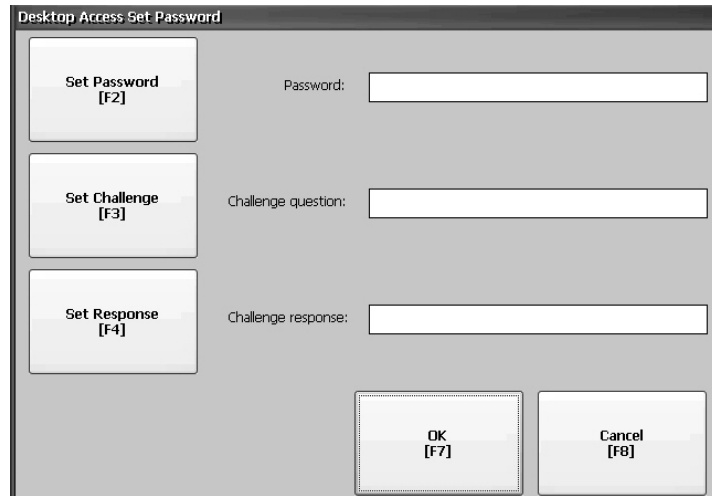 Desktop Access Set Password
Set Password
[F2]
Password:
Set Challenge
[F3]
Challenge question:
Set Response
[F4]
Challenge response:
OK
[F7]
Cancel
[F8]